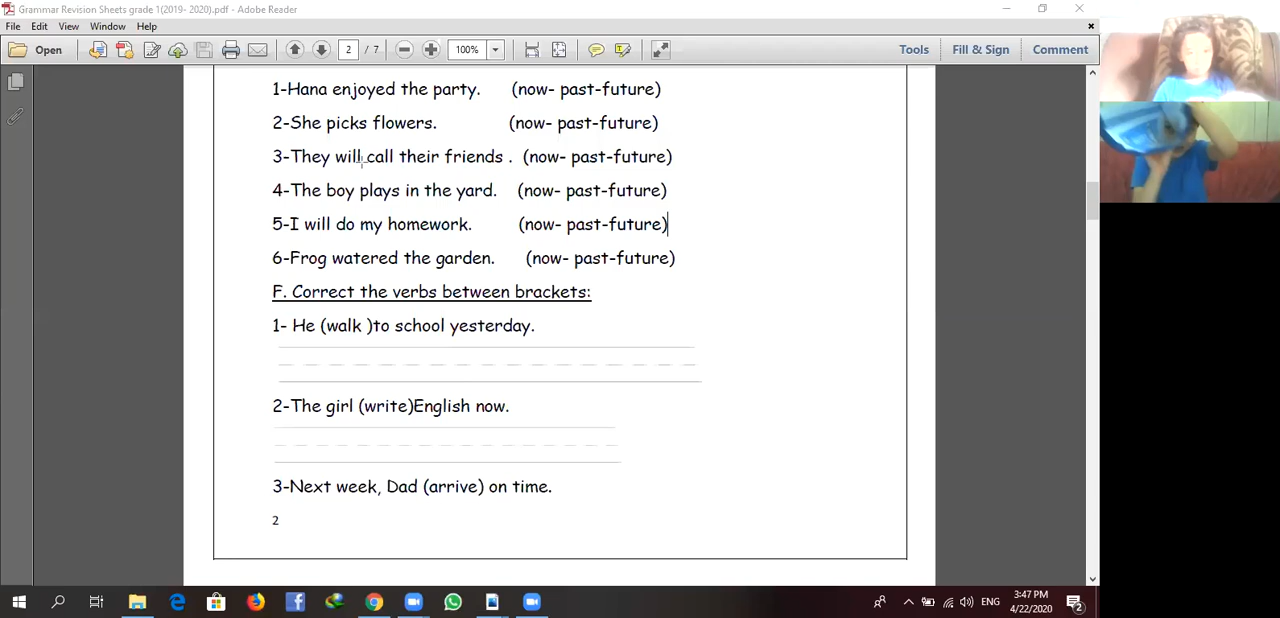 Grammar Revision Sheets grade 1(2019- 2020).pdf - Adobe Reader
File Edit View Window Help
Open 2 / 7 100% Tools Fill & Sign Comment
1-Hana enjoyed the party. (now- past-future)
2-She picks flowers. (now- past-future)
3-They will call their friends . (now- past-future)
4-The boy plays in the yard. (now- past-future)
5-I will do my homework. (now- past-future)
6-Frog watered the garden. (now- past-future)
F. Correct the verbs between brackets:
1- He (walk )to school yesterday.
2-The girl (write)English now.
3-Next week, Dad (arrive) on time.
2
ENG 3:47 PM
4/22/2020 2